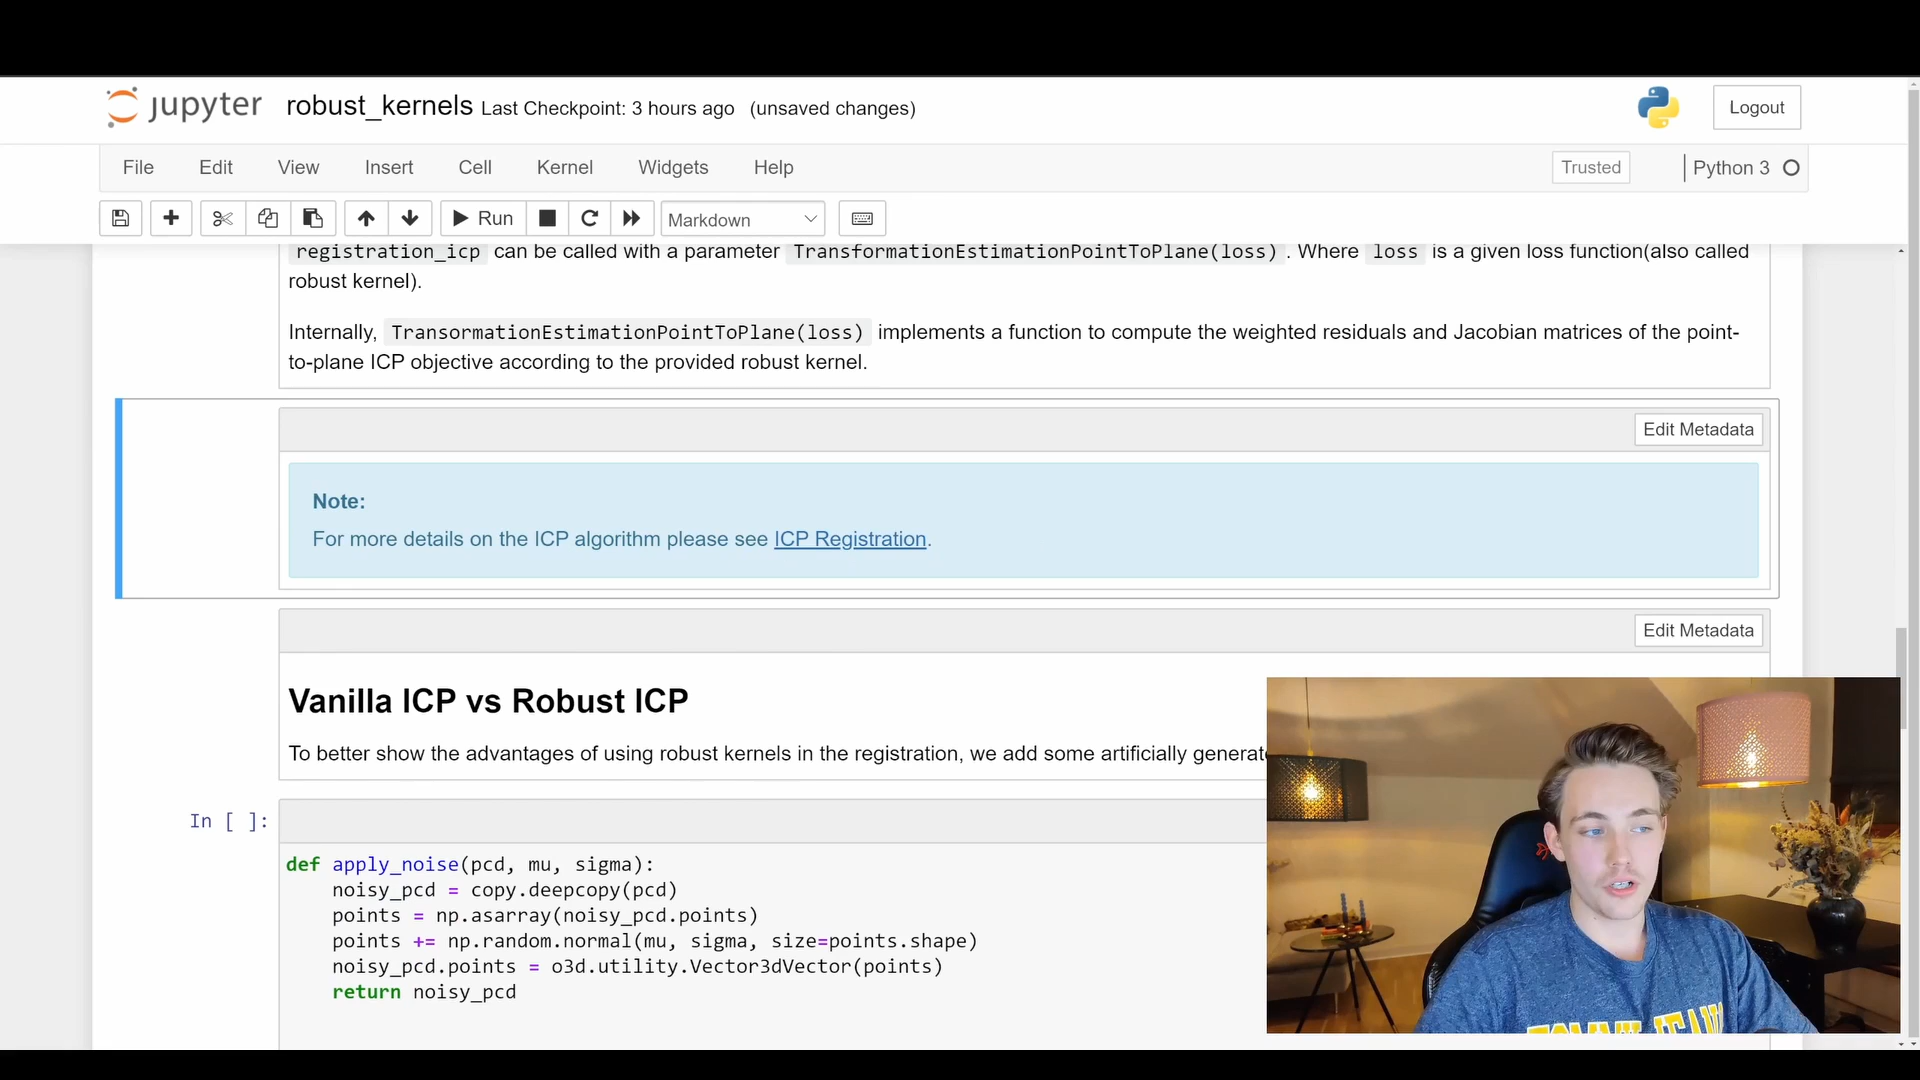 jupyter robust_kernels Last Checkpoint: 3 hours ago (unsaved changes) Logout
File Edit View Insert Cell Kernel Widgets Help Trusted Python 3
Run Markdown
registration_icp can be called with a parameter TransformationEstimationPointToPlane(loss) . Where loss is a given loss function(also called
robust kernel).
Internally, TransormationEstimationPointToPlane(loss) implements a function to compute the weighted residuals and Jacobian matrices of the point-
to-plane ICP objective according to the provided robust kernel.
Edit Metadata
Note:
For more details on the ICP algorithm please see ICP Registration.
Edit Metadata
Vanilla ICP vs Robust ICP
To better show the advantages of using robust kernels in the registration, we add some artificially
In [ ]:
def apply_noise(pcd, mu, sigma):
    noisy_pcd = copy.deepcopy(pcd)
    points = np.asarray(noisy_pcd.points)
    points += np.random.normal(mu, sigma, size=points.shape)
    noisy_pcd.points = o3d.utility.Vector3dVector(points)
    return noisy_pcd